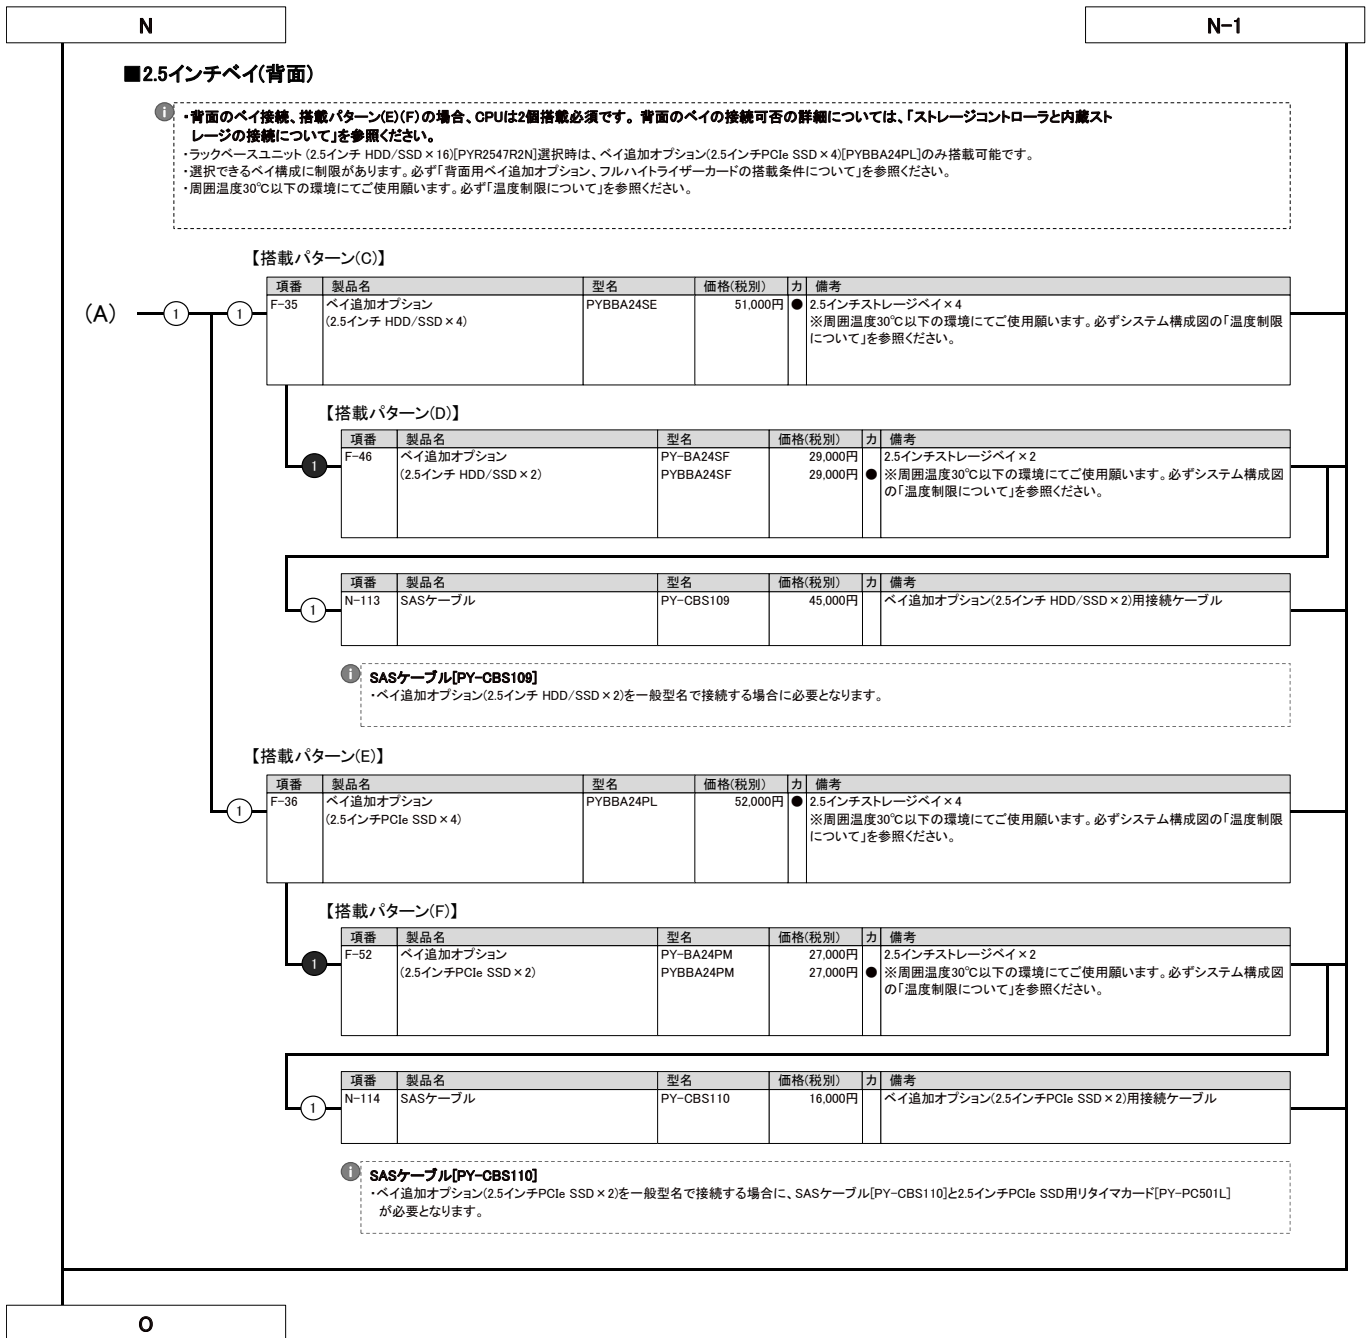 N
N-1
■2.5インチベイ(背面)
i
・背面のベイ接続、搭載パターン(E)(F)の場合、CPUは2個搭載必須です。背面のベイの接続可否の詳細については、「ストレージコントローラと内蔵スト
レージの接続について」を参照ください。
・ラックベースユニット (2.5インチ HDD/SSD×16)[PYR2547R2N]選択時は、ベイ追加オプション(2.5インチPCIe SSD×4)[PYBBA24PL]のみ搭載可能です。
・選択できるベイ構成に制限があります。必ず「背面用ベイ追加オプション、フルハイトライザーカードの搭載条件について」を参照ください。
・周囲温度30℃以下の環境にてご使用願います。必ず「温度制限について」を参照ください。
【搭載パターン(C)】
項番 製品名 型名 価格(税別) カ 備考
(A) 1 1 F-35 ベイ追加オプション PYBBA24SE 51,000円 ● 2.5インチストレージベイ×4
(2.5インチ HDD/SSD×4) ※周囲温度30℃以下の環境にてご使用願います。必ずシステム構成図の「温度制限
について」を参照ください。
【搭載パターン(D)】
項番 製品名 型名 価格(税別) カ 備考
F-46 ベイ追加オプション PY-BA24SF 29,000円 2.5インチストレージベイ×2
1 (2.5インチ HDD/SSD×2) PYBBA24SF 29,000円 ● ※周囲温度30℃以下の環境にてご使用願います。必ずシステム構成図
の「温度制限について」を参照ください。
項番 製品名 型名 価格(税別) カ 備考
1 N-113 SASケーブル PY-CBS109 45,000円 ベイ追加オプション(2.5インチ HDD/SSD×2)用接続ケーブル
i SASケーブル[PY-CBS109]
・ベイ追加オプション(2.5インチ HDD/SSD×2)を一般型名で接続する場合に必要となります。
【搭載パターン(E)】
項番 製品名 型名 価格(税別) カ 備考
1 F-36 ベイ追加オプション PYBBA24PL 52,000円 ● 2.5インチストレージベイ×4
(2.5インチPCIe SSD×4) ※周囲温度30℃以下の環境にてご使用願います。必ずシステム構成図の「温度制限
について」を参照ください。
【搭載パターン(F)】
項番 製品名 型名 価格(税別) カ 備考
F-52 ベイ追加オプション PY-BA24PM 27,000円 2.5インチストレージベイ×2
1 (2.5インチPCIe SSD×2) PYBBA24PM 27,000円 ● ※周囲温度30℃以下の環境にてご使用願います。必ずシステム構成図
の「温度制限について」を参照ください。
項番 製品名 型名 価格(税別) カ 備考
1 N-114 SASケーブル PY-CBS110 16,000円 ベイ追加オプション(2.5インチPCIe SSD×2)用接続ケーブル
i SASケーブル[PY-CBS110]
・ベイ追加オプション(2.5インチPCIe SSD×2)を一般型名で接続する場合に、SASケーブル[PY-CBS110]と2.5インチPCIe SSD用リタイマカード[PY-PC501L]
が必要となります。
O